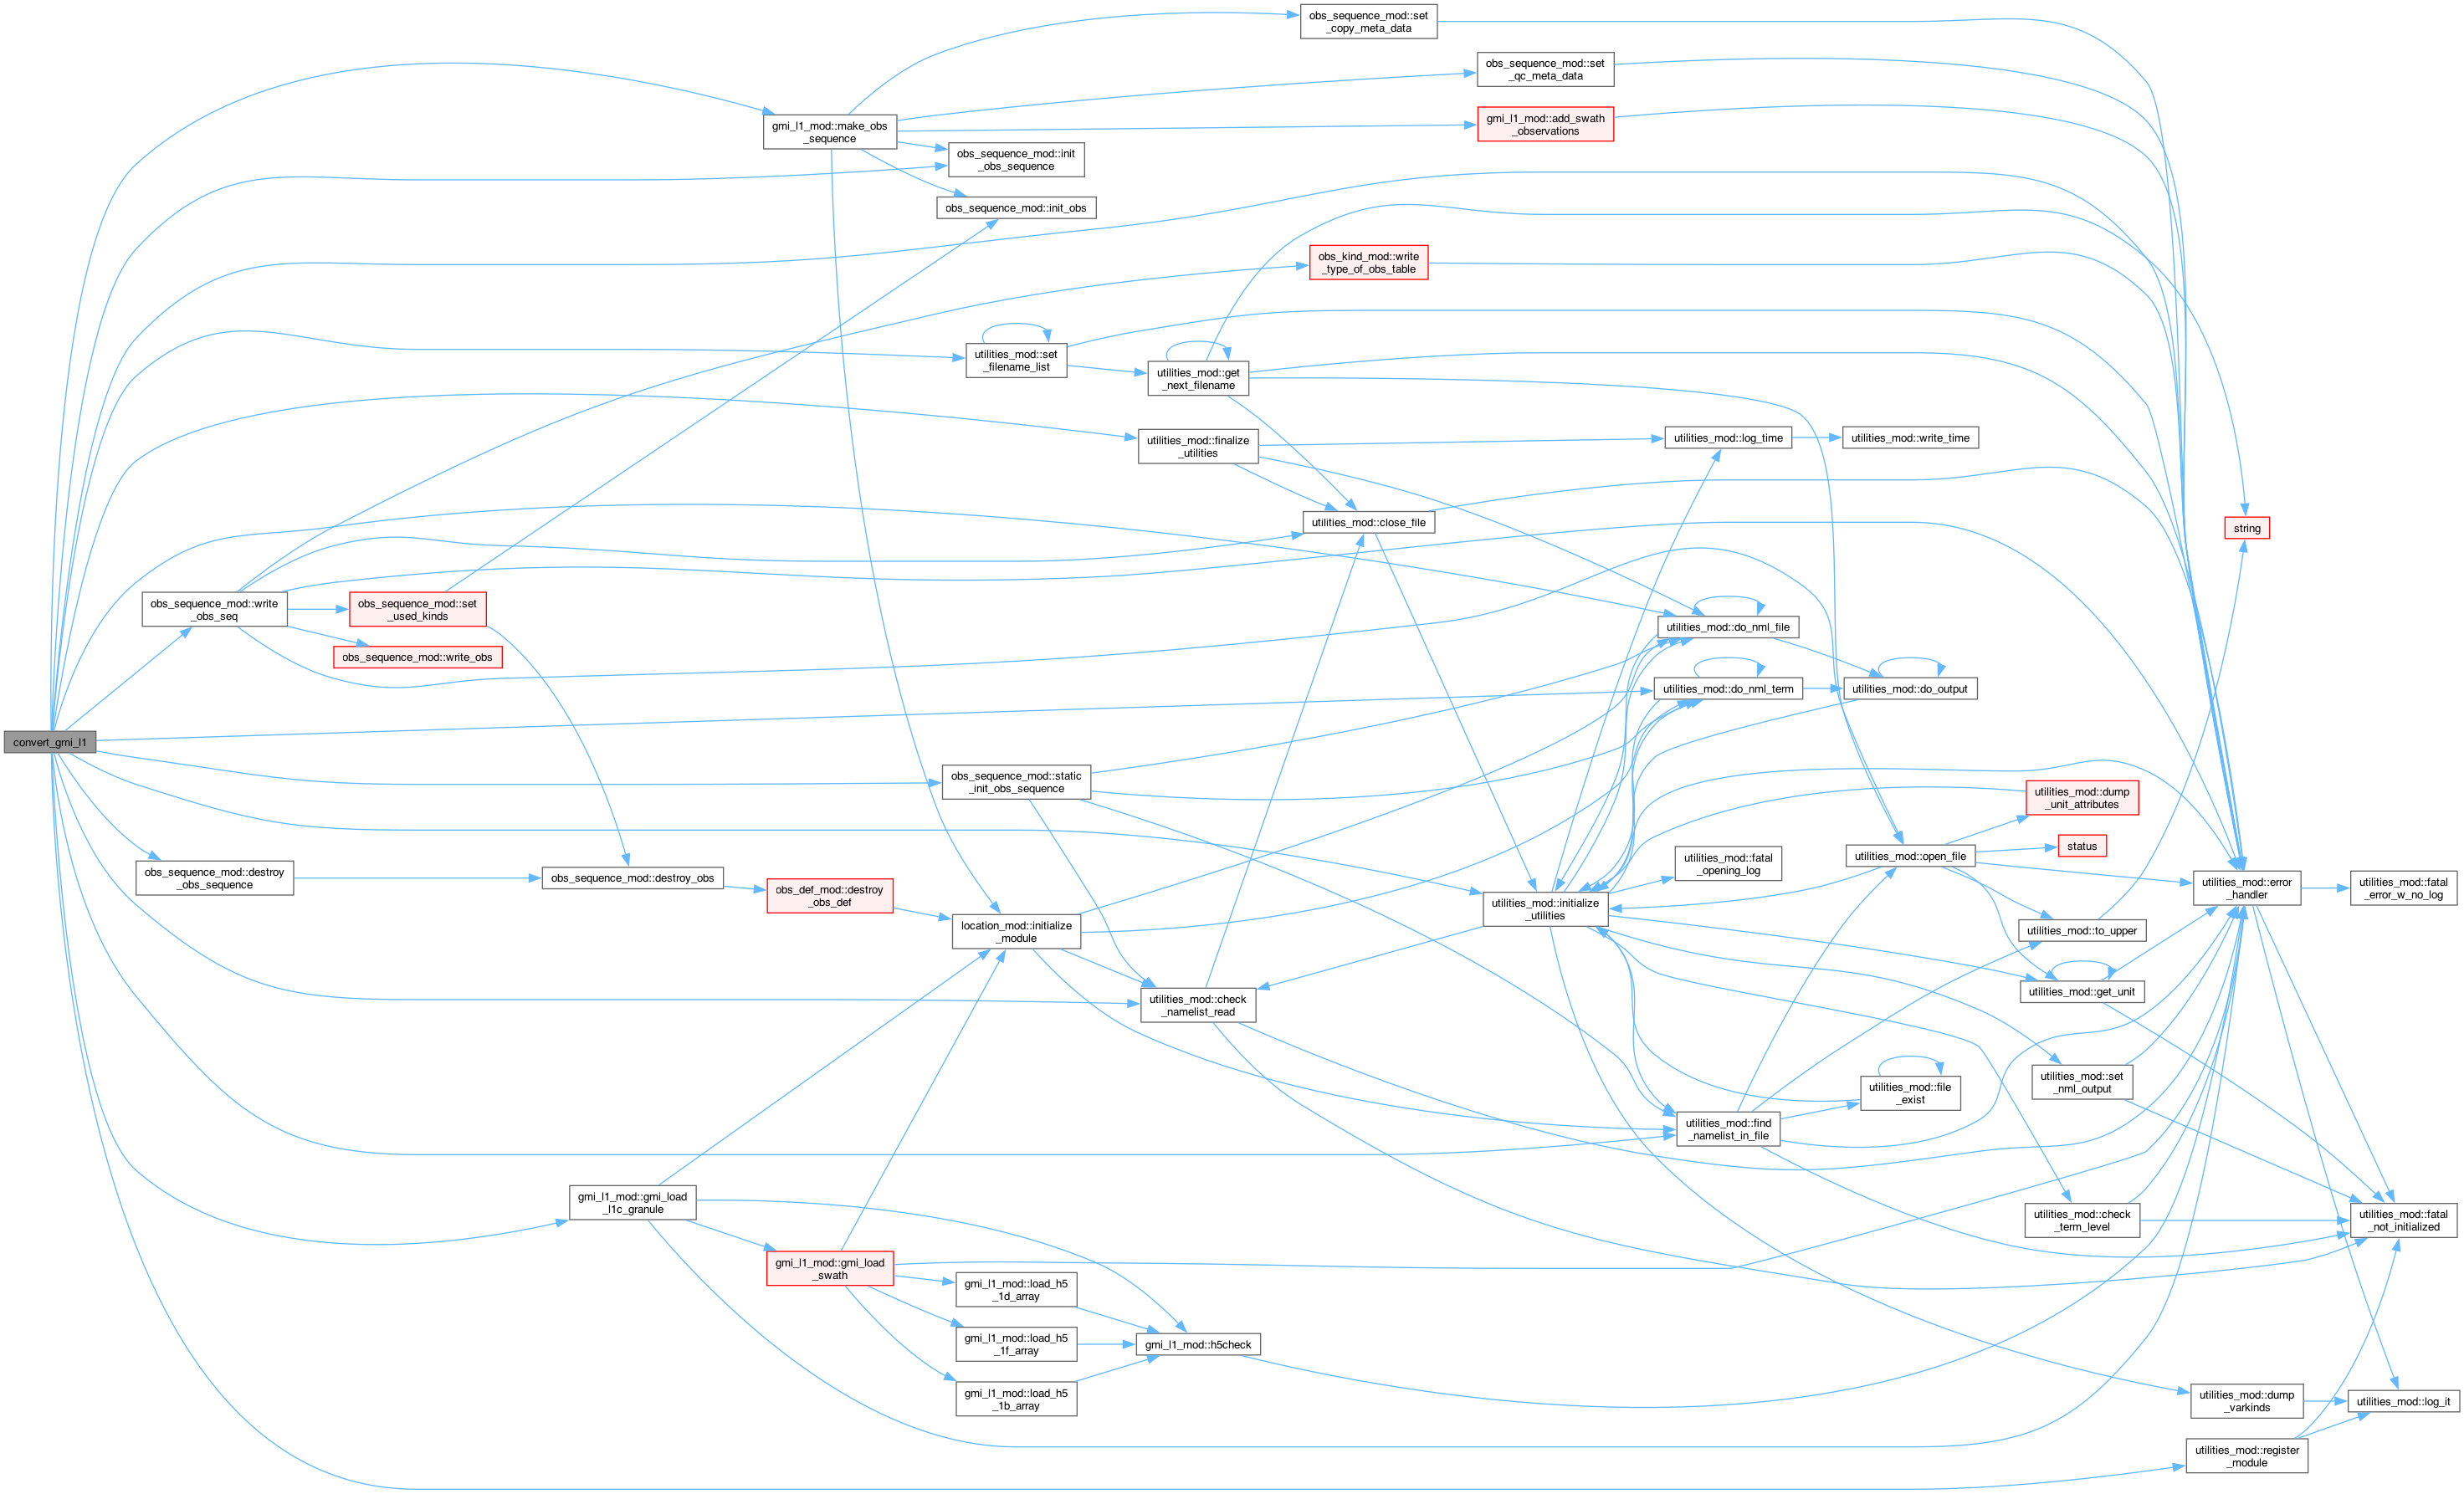 obs_sequence_mod::set
_copy_meta_data
obs_sequence_mod::set
_qc_meta_data
gmi_l1_mod::make_obs
_sequence
gmi_l1_mod::add_swath
_observations
obs_sequence_mod::init
_obs_sequence
obs_sequence_mod::init_obs
obs_kind_mod::write
_type_of_obs_table
utilities_mod::set
_filename_list
utilities_mod::get
_next_filename
utilities_mod::finalize
_utilities
utilities_mod::log_time
utilities_mod::write_time
utilities_mod::close_file
string
obs_sequence_mod::write
_obs_seq
obs_sequence_mod::set
_used_kinds
obs_sequence_mod::write_obs
utilities_mod::do_nml_file
utilities_mod::do_nml_term
utilities_mod::do_output
convert_gmi_l1
obs_sequence_mod::static
_init_obs_sequence
utilities_mod::dump
_unit_attributes
status
utilities_mod::open_file
utilities_mod::fatal
_opening_log
obs_sequence_mod::destroy
_obs_sequence
obs_sequence_mod::destroy_obs
obs_def_mod::destroy
_obs_def
utilities_mod::initialize
_utilities
utilities_mod::error
_handler
utilities_mod::fatal
_error_w_no_log
location_mod::initialize
_module
utilities_mod::to_upper
utilities_mod::check
_namelist_read
utilities_mod::get_unit
utilities_mod::set
_nml_output
utilities_mod::file
_exist
utilities_mod::find
_namelist_in_file
gmi_l1_mod::gmi_load
_l1c_granule
utilities_mod::check
_term_level
utilities_mod::fatal
_not_initialized
gmi_l1_mod::gmi_load
_swath
gmi_l1_mod::load_h5
_1d_array
gmi_l1_mod::load_h5
_1f_array
gmi_l1_mod::h5check
gmi_l1_mod::load_h5
_1b_array
utilities_mod::dump
_varkinds
utilities_mod::log_it
utilities_mod::register
_module